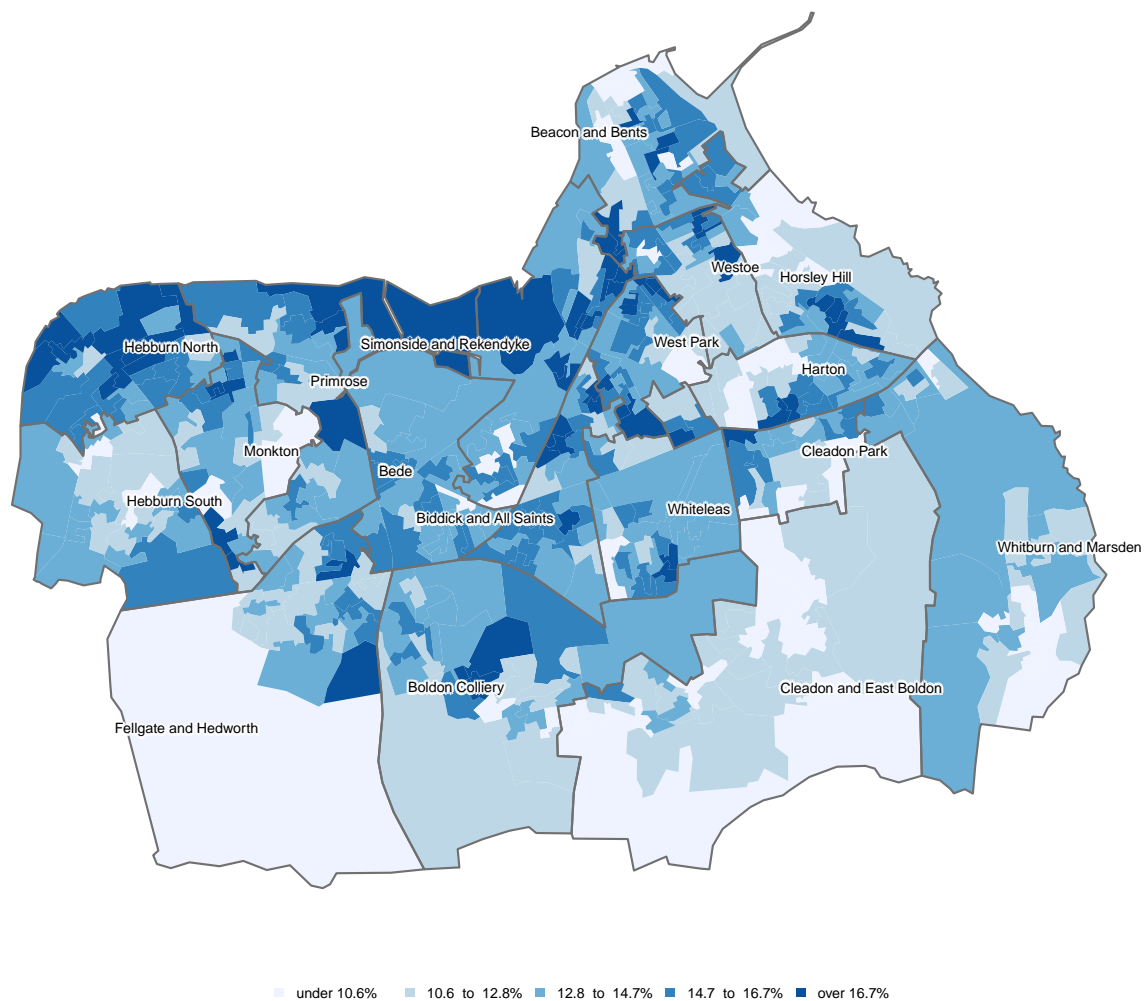 Beacon and Bents
Westoe
Horsley Hill
West Park
Hebburn North
Simonside and Rekendyke
Harton
Primrose
Monkton
Cleadon Park
Bede
Hebburn South
Whiteleas
Biddick and All Saints
Whitburn and Marsden
Boldon Colliery
Cleadon and East Boldon
Fellgate and Hedworth
under 10.6% 10.6 to 12.8% 12.8 to 14.7% 14.7 to 16.7% over 16.7%